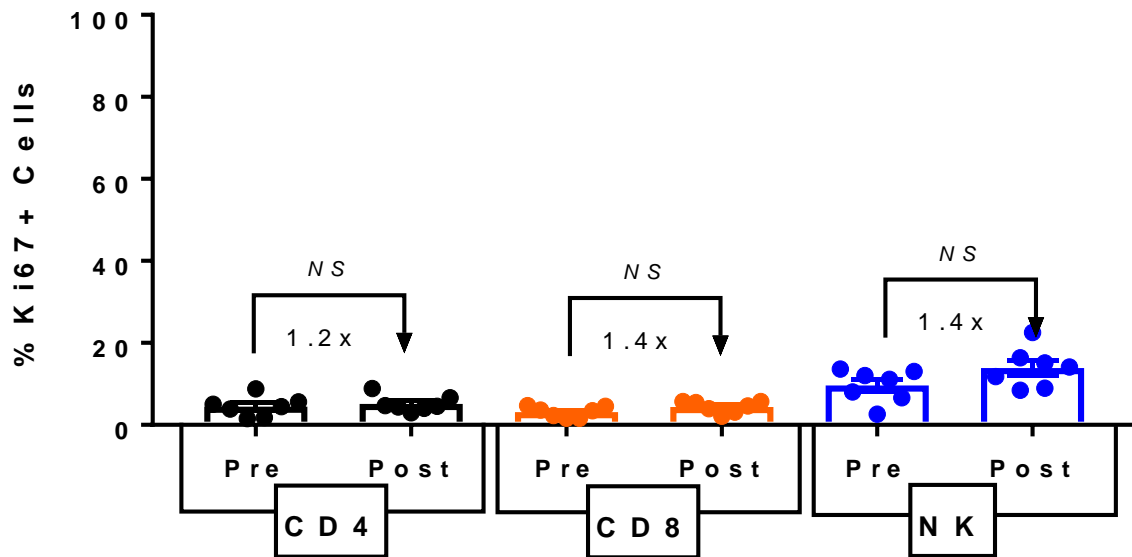 % Ki67+ Cells
100
80
60
40
20
0
NS
1.2x
NS
1.4x
NS
1.4x
Pre Post Pre Post Pre Post
CD4 CD8 NK